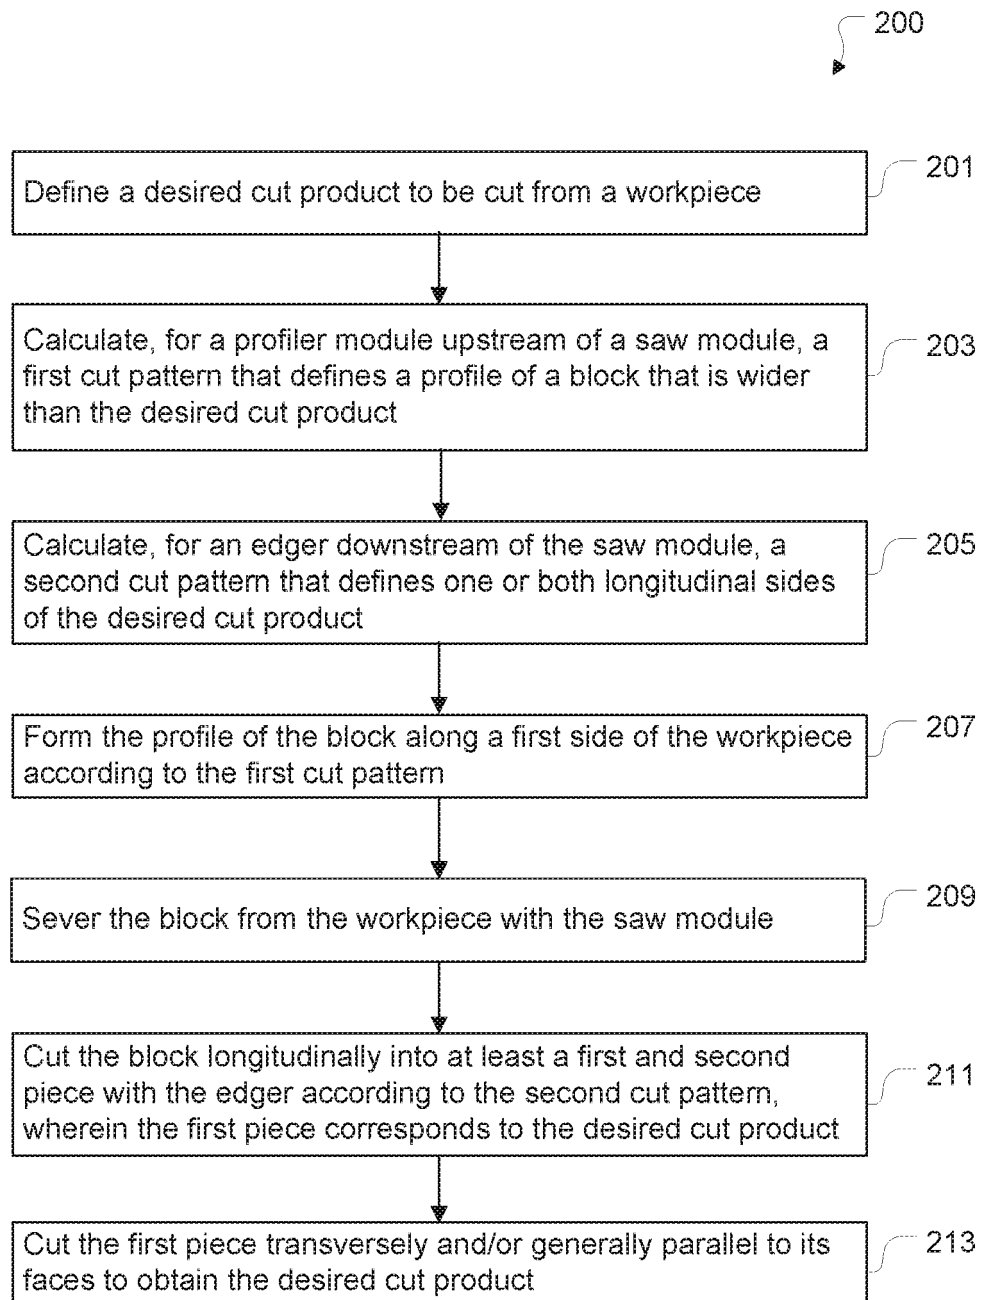 200
Define a desired cut product to be cut from a workpiece
201
Calculate, for a profiler module upstream of a saw module, a
first cut pattern that defines a profile of a block that is wider
than the desired cut product
203
Calculate, for an edger downstream of the saw module, a
second cut pattern that defines one or both longitudinal sides
of the desired cut product
205
Form the profile of the block along a first side of the workpiece
according to the first cut pattern
207
Sever the block from the workpiece with the saw module
209
Cut the block longitudinally into at least a first and second
piece with the edger according to the second cut pattern,
wherein the first piece corresponds to the desired cut product
211
Cut the first piece transversely and/or generally parallel to its
faces to obtain the desired cut product
213